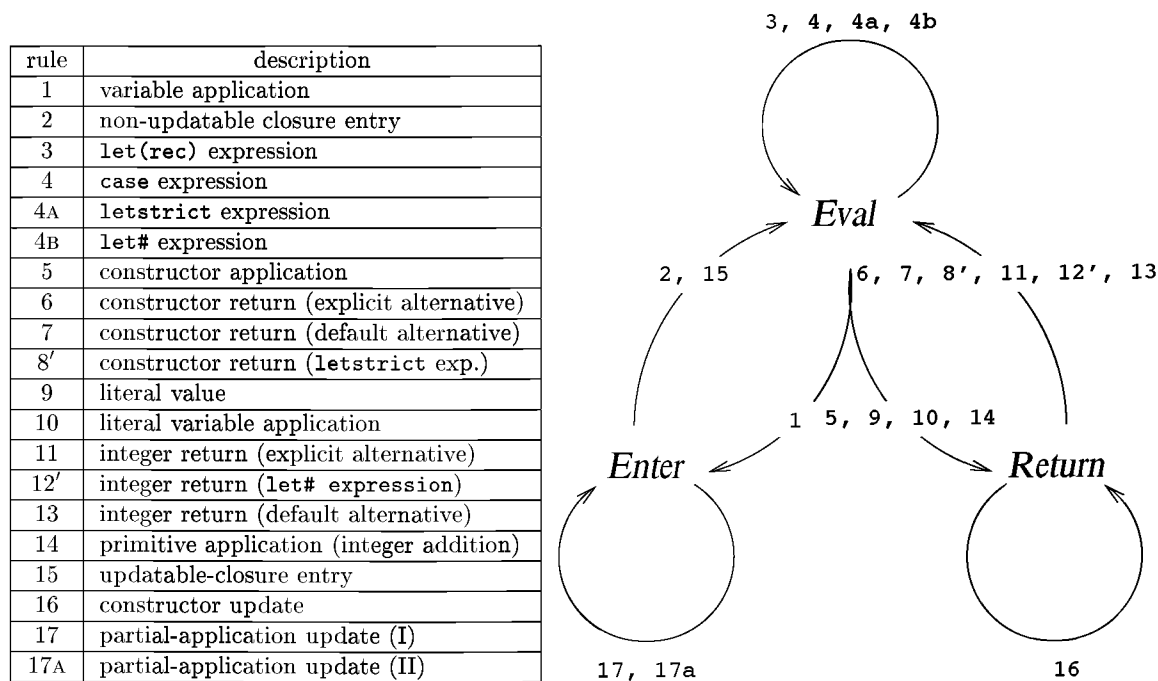 rule description
1 variable application
2 non-updatable closure entry
3 let(rec) expression
4 case expression
4A letstrict expression
4B let# expression
5 constructor application
6 constructor return (explicit alternative)
7 constructor return (default alternative)
8′ constructor return (letstrict exp.)
9 literal value
10 literal variable application
11 integer return (explicit alternative)
12′ integer return (let# expression)
13 integer return (default alternative)
14 primitive application (integer addition)
15 updatable-closure entry
16 constructor update
17 partial-application update (I)
17A partial-application update (II)
3, 4, 4a, 4b
Eval
2, 15
6, 7, 8', 11, 12', 13
1
5, 9, 10, 14
Enter
Return
17, 17a
16